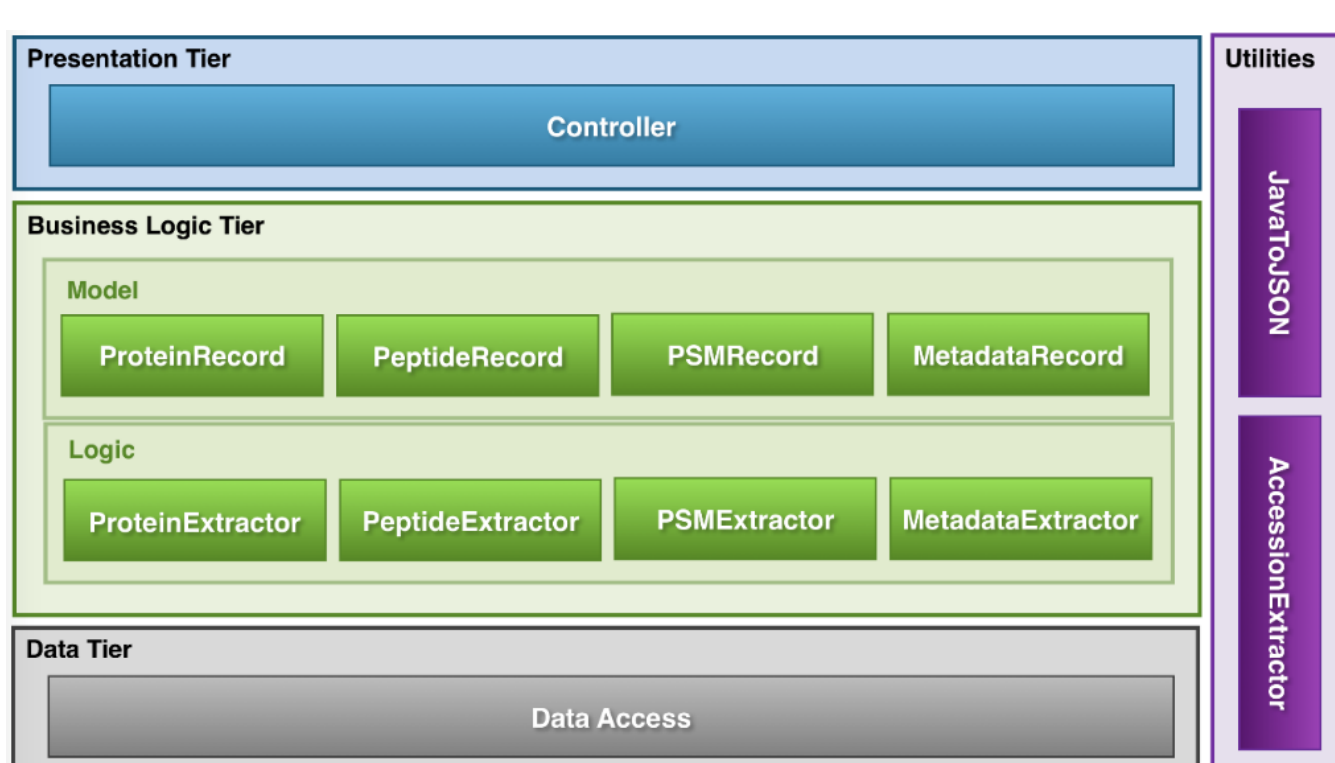 Presentation Tier
Controller
Business Logic Tier
Model
ProteinRecord
PeptideRecord
PSMRecord
MetadataRecord
Logic
ProteinExtractor
PeptideExtractor
PSMExtractor
MetadataExtractor
Data Tier
Data Access
Utilities
JavaToJSON
AccessionExtractor